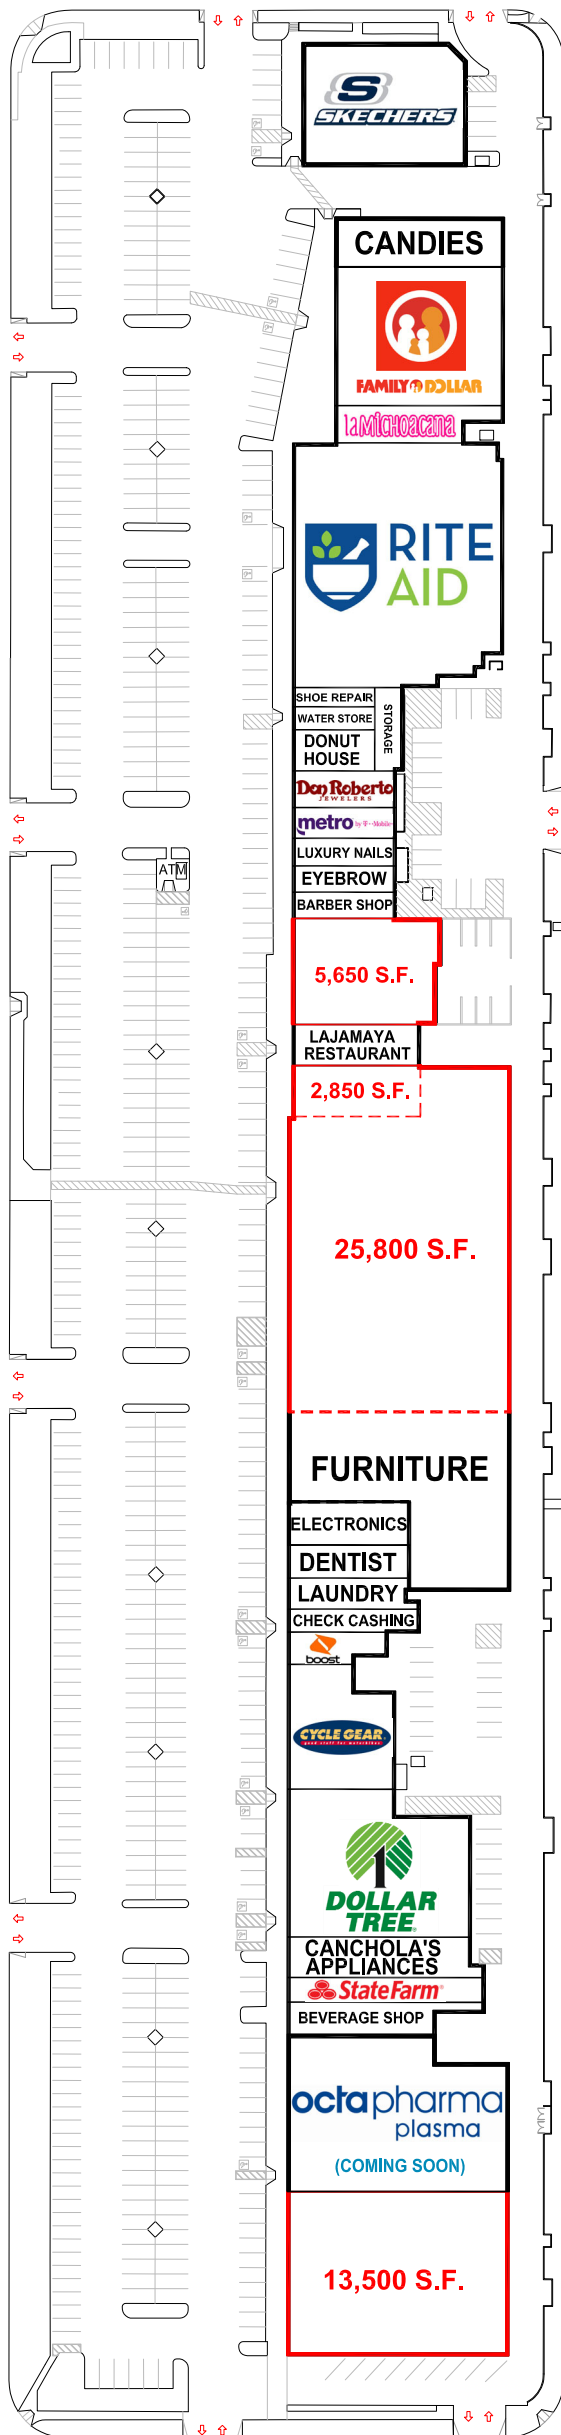 S
SKECHERS
CANDIES
FAMILY DOLLAR
la MICHOACANA
RITE
AID
SHOE REPAIR
WATER STORE
STORAGE
DONUT
HOUSE
Don Roberto
JEWELERS
metro by T-Mobile
ATM
LUXURY NAILS
EYEBROW
BARBER SHOP
5,650 S.F.
LAJAMAYA
RESTAURANT
2,850 S.F.
25,800 S.F.
FURNITURE
ELECTRONICS
DENTIST
LAUNDRY
CHECK CASHING
boost
CYCLE GEAR
1
DOLLAR
TREE
CANCHOLA'S
APPLIANCES
State Farm
BEVERAGE SHOP
octapharma
plasma
(COMING SOON)
13,500 S.F.